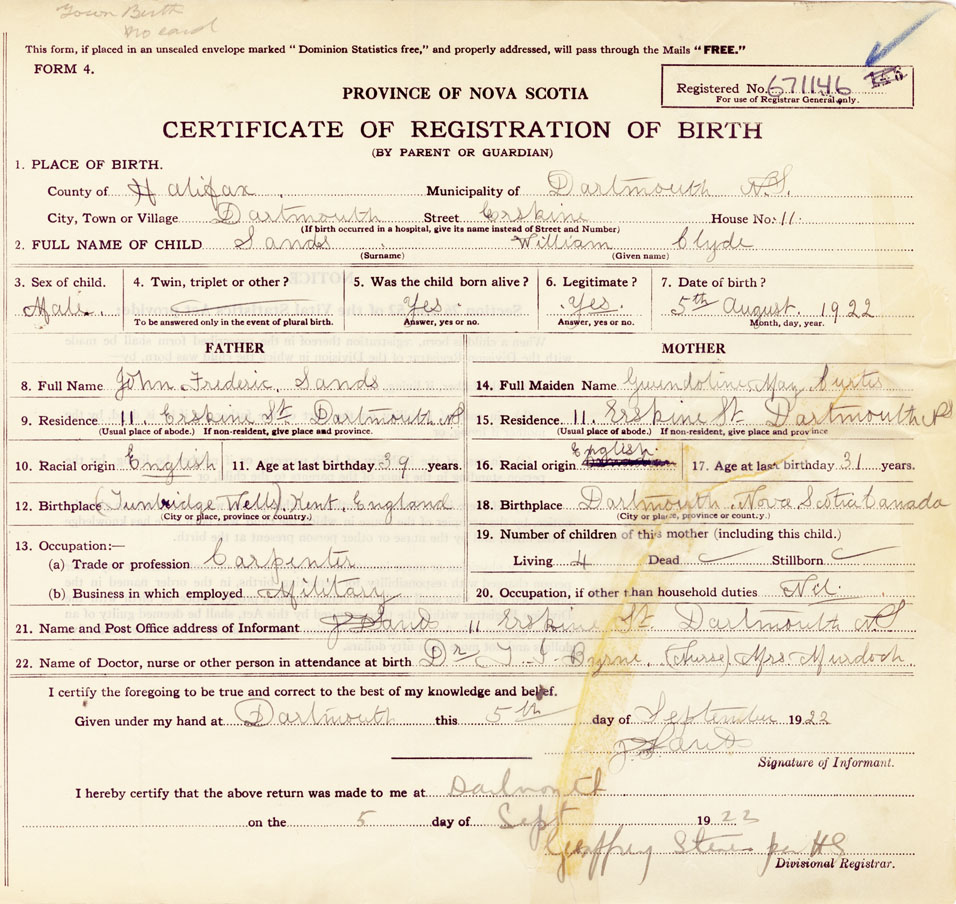 Town Birth
no card
This form, if placed in an unsealed envelope marked "Dominion Statistics free," and properly addressed, will pass through the Mails "FREE."
FORM 4.
Registered No. 671146
For use of Registrar General only.
PROVINCE OF NOVA SCOTIA
CERTIFICATE OF REGISTRATION OF BIRTH
(BY PARENT OR GUARDIAN)
1. PLACE OF BIRTH.
County of Halifax Municipality of Dartmouth N.S.
City, Town or Village Dartmouth Street Erskine House No. 11.
(If birth occurred in a hospital, give its name instead of Street and Number)
2. FULL NAME OF CHILD Sands William Clyde
(Surname) (Given name)
3. Sex of child. 4. Twin, triplet or other? 5. Was the child born alive? 6. Legitimate? 7. Date of birth?
Male. Yes. Yes. 5th August. 1922
To be answered only in the event of plural birth. Answer, yes or no. Answer, yes or no. Month, day, year.
FATHER MOTHER
8. Full Name John Frederic Sands 14. Full Maiden Name Gwendoline May Curtis
9. Residence 11. Erskine St. Dartmouth NS 15. Residence 11. Erskine St. Dartmouth NS
(Usual place of abode.) If non-resident, give place and province. (Usual place of abode.) If non-resident, give place and province
10. Racial origin English 11. Age at last birthday 39 years. 16. Racial origin English 17. Age at last birthday 31 years.
12. Birthplace (Tunbridge Wells) Kent. England 18. Birthplace Dartmouth. Nova Scotia Canada
(City or place, province or country.) (City or place, province or country.)
13. Occupation:— 19. Number of children of this mother (including this child.)
(a) Trade or profession Carpenter Living 4 Dead Stillborn
(b) Business in which employed Military 20. Occupation, if other than household duties Nil.
21. Name and Post Office address of Informant J Sands 11 Erskine St. Dartmouth NS
22. Name of Doctor, nurse or other person in attendance at birth Dr. Byrne. (Nurse) Mrs Murdoch.
I certify the foregoing to be true and correct to the best of my knowledge and belief.
Given under my hand at Dartmouth this 5th day of September 1922
J Sands
Signature of Informant.
I hereby certify that the above return was made to me at Dartmouth
on the 5 day of Sept 1922
Geoffrey per HS
Divisional Registrar.